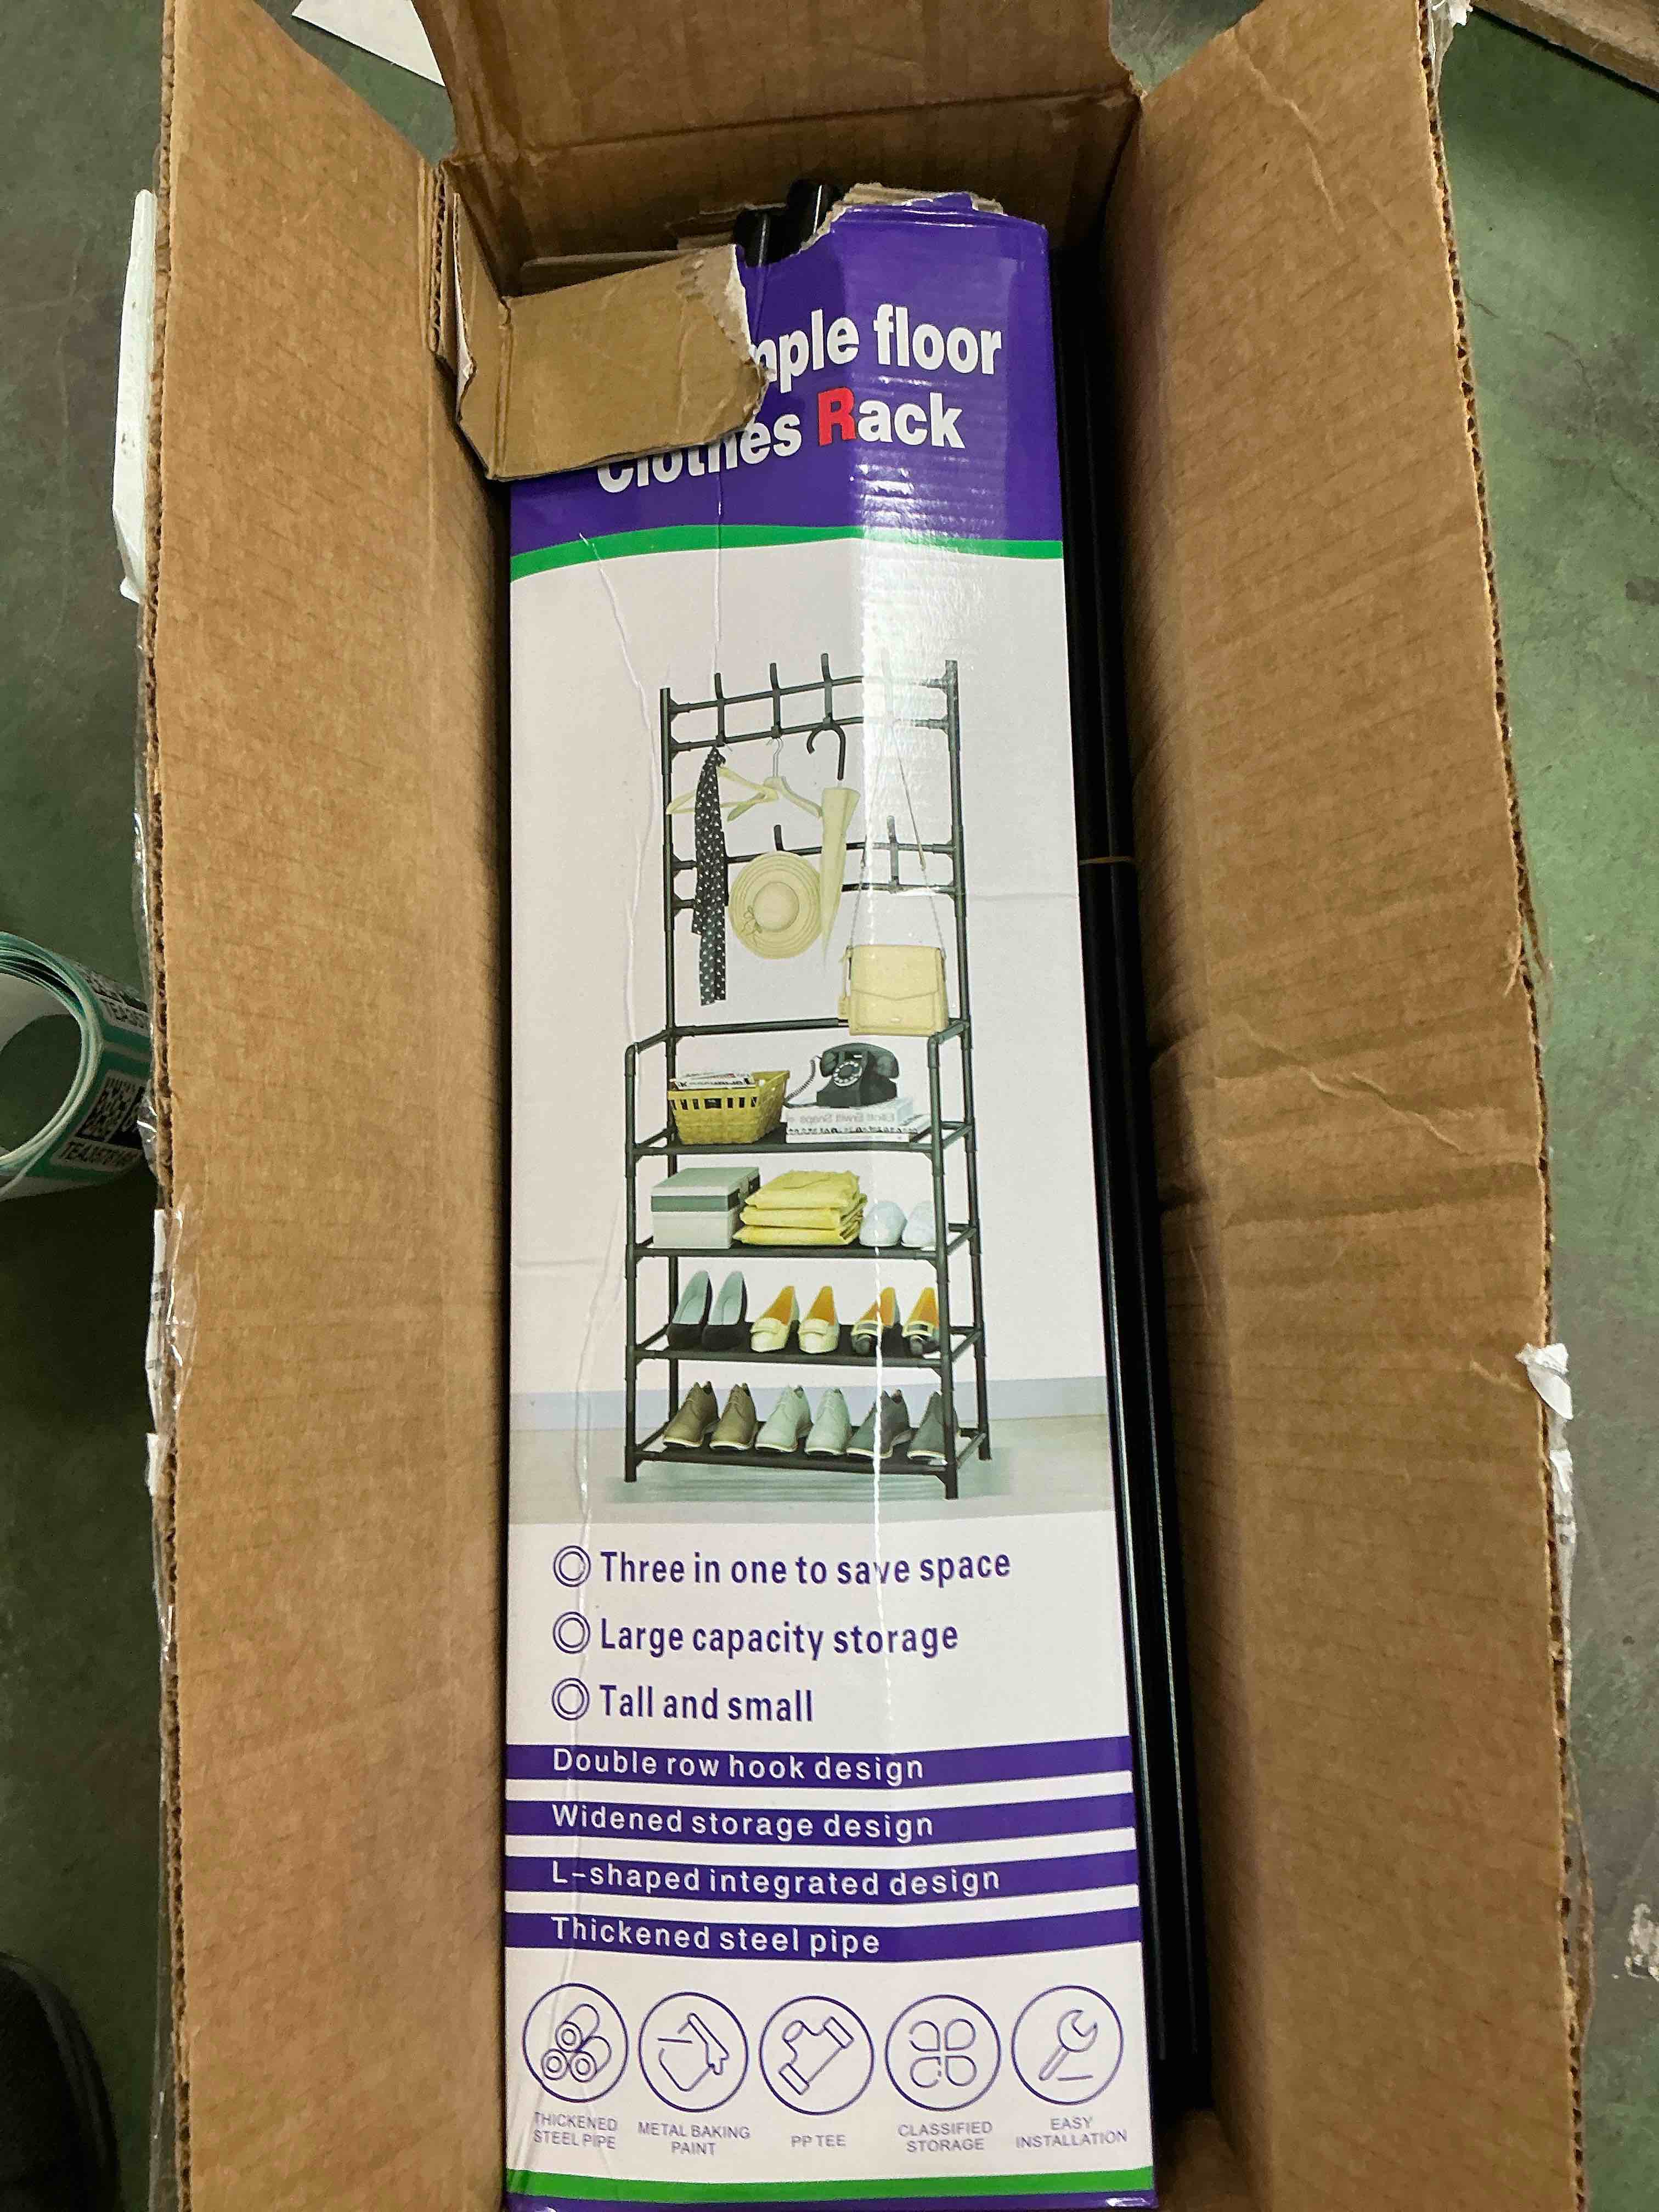 mple floor
Clothes Rack
Three in one to save space
Large capacity storage
Tall and small
Double row hook design
Widened storage design
L-shaped integrated design
Thickened steel pipe
THICKENED
STEEL PIPE
METAL BAKING
PAINT
PP TEE
CLASSIFIED
STORAGE
EASY
INSTALLATION